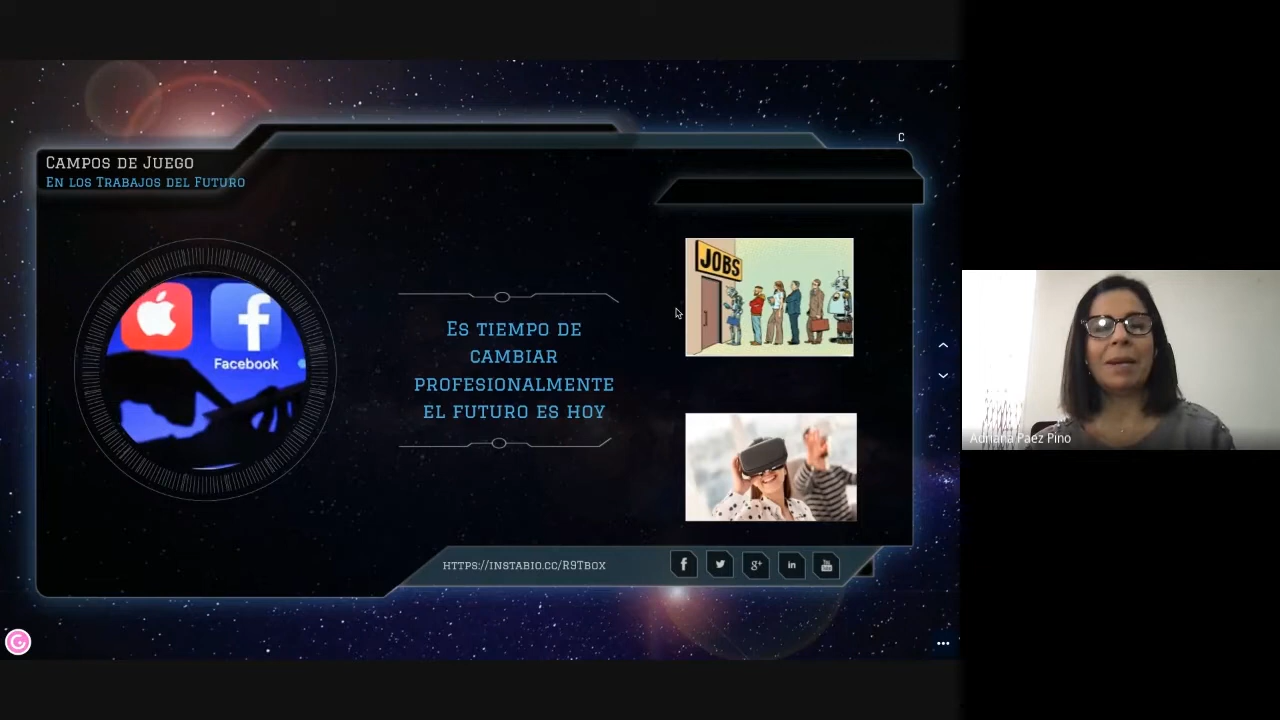 C
Campos de Juego
En los Trabajos del Futuro
JOBS
Facebook
Es tiempo de
cambiar
profesionalmente
el futuro es hoy
Adriana Paez Pino
https://instabio.cc/R9Tbox